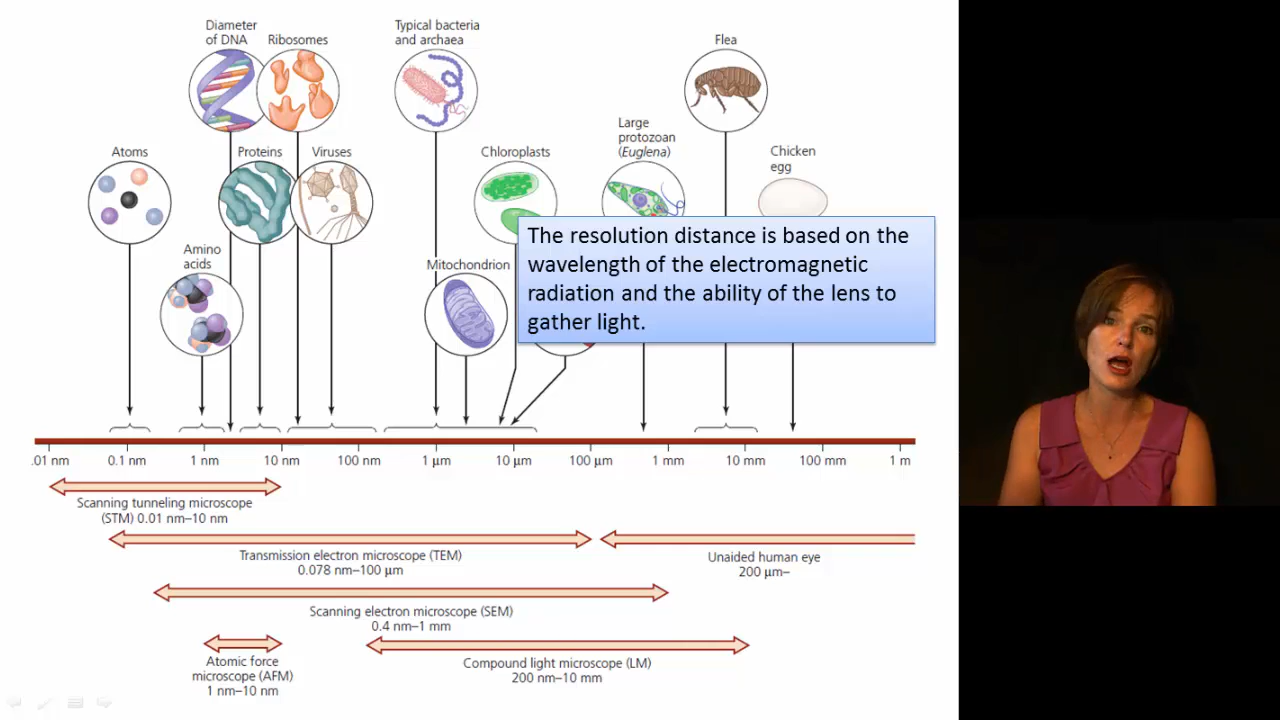 Diameter
of DNA
Ribosomes
Typical bacteria
and archaea
Flea
Large
protozoan
(Euglena)
Atoms
Proteins
Viruses
Chloroplasts
Chicken
egg
Amino
acids
Mitochondrion
The resolution distance is based on the
wavelength of the electromagnetic
radiation and the ability of the lens to
gather light.
.01 nm 0.1 nm 1 nm 10 nm 100 nm 1 µm 10 µm 100 µm 1 mm 10 mm 100 mm 1 m
Scanning tunneling microscope
(STM) 0.01 nm–10 nm
Transmission electron microscope (TEM)
0.078 nm–100 µm
Unaided human eye
200 µm–
Scanning electron microscope (SEM)
0.4 nm–1 mm
Atomic force
microscope (AFM)
1 nm–10 nm
Compound light microscope (LM)
200 nm–10 mm